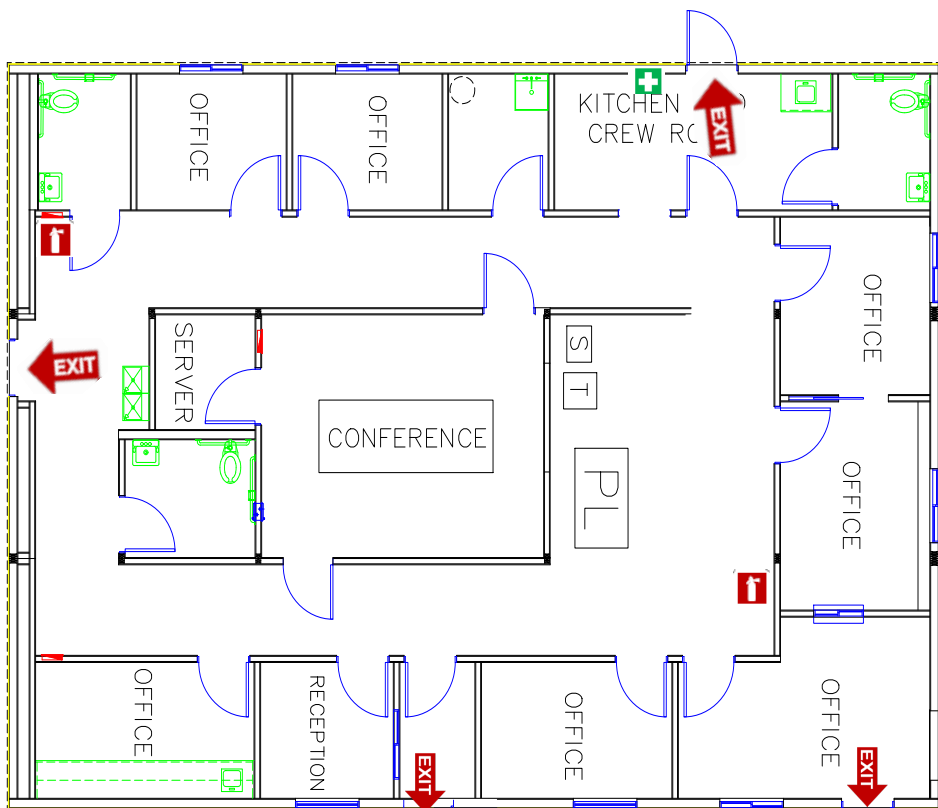 OFFICE
OFFICE
KITCHEN
CREW RO
EXIT
OFFICE
EXIT
SERVER
S
T
CONFERENCE
PL
OFFICE
OFFICE
RECEPTION
EXIT
OFFICE
OFFICE
EXIT